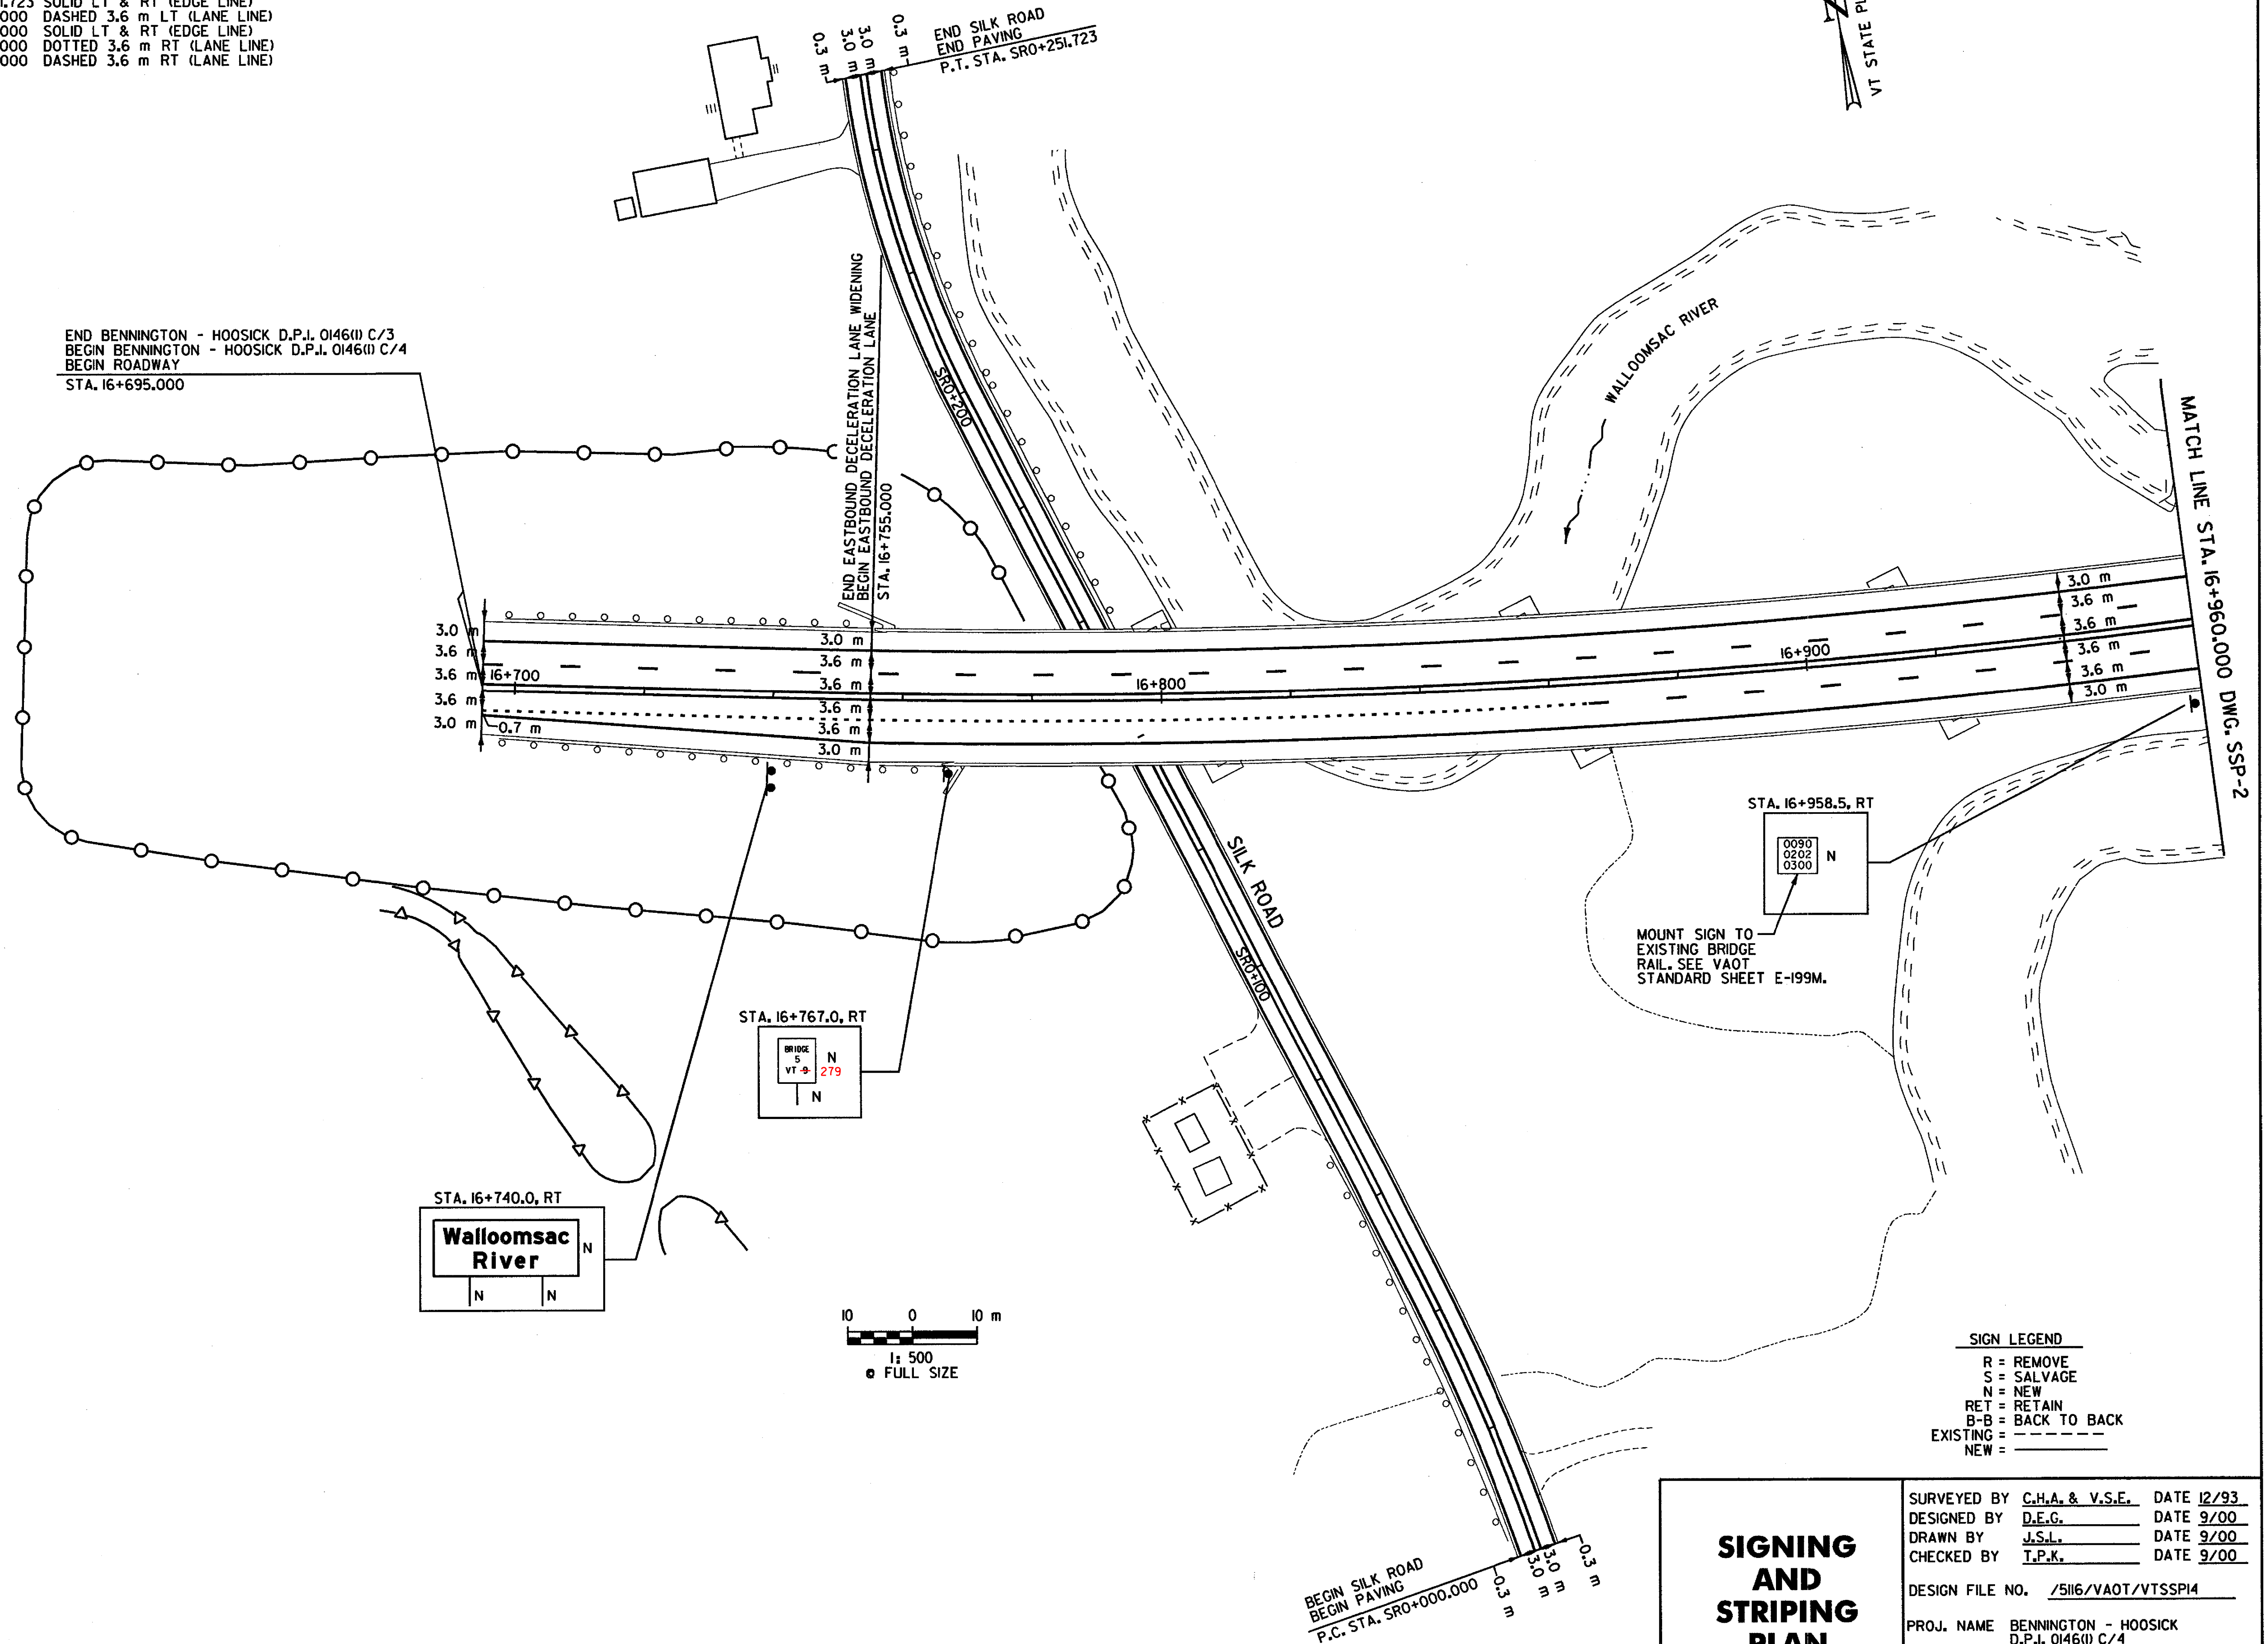 SOLID LT & RT (EDGE LINE)
000 DASHED 3.6 m LT (LANE LINE)
000 SOLID LT & RT (EDGE LINE)
000 DOTTED 3.6 m RT (LANE LINE)
000 DASHED 3.6 m RT (LANE LINE)
0.3 m
3.0 m
3.0 m
0.3 m
END SILK ROAD
END PAVING
P.T. STA. SR0+251.723
VT STATE
END BENNINGTON - HOOSICK D.P.I. 0146(1) C/3
BEGIN BENNINGTON - HOOSICK D.P.I. 0146(1) C/4
BEGIN ROADWAY
STA. 16+695.000
END EASTBOUND DECELERATION LANE WIDENING
BEGIN EASTBOUND DECELERATION LANE
STA. 16+755.000
SR0+200
WALLOOMSAC RIVER
MATCH LINE STA. 16+960.000 DWG. SSP-2
3.0 m
3.6 m
3.6 m
3.6 m
3.0 m
0.7 m
16+700
3.0 m
3.6 m
3.6 m
3.6 m
3.6 m
3.0 m
16+800
16+900
3.0 m
3.6 m
3.6 m
3.6 m
3.6 m
3.0 m
SILK ROAD
SR0+100
STA. 16+958.5, RT
0090
0202
0300
N
MOUNT SIGN TO
EXISTING BRIDGE
RAIL. SEE VAOT
STANDARD SHEET E-199M.
STA. 16+767.0, RT
BRIDGE
5
VT 9 279
N
N
STA. 16+740.0, RT
Walloomsac
River
N
N N
10 0 10 m
1: 500
@ FULL SIZE
BEGIN SILK ROAD
BEGIN PAVING
P.C. STA. SR0+000.000
0.3 m
3.0 m
3.0 m
0.3 m
SIGN LEGEND
R = REMOVE
S = SALVAGE
N = NEW
RET = RETAIN
B-B = BACK TO BACK
EXISTING =
NEW =
SIGNING
AND
STRIPING
PLAN
SURVEYED BY C.H.A. & V.S.E. DATE 12/93
DESIGNED BY D.E.G. DATE 9/00
DRAWN BY J.S.L. DATE 9/00
CHECKED BY T.P.K. DATE 9/00
DESIGN FILE NO. /5116/VAOT/VTSSP14
PROJ. NAME BENNINGTON - HOOSICK
D.P.I. 0146(1) C/4